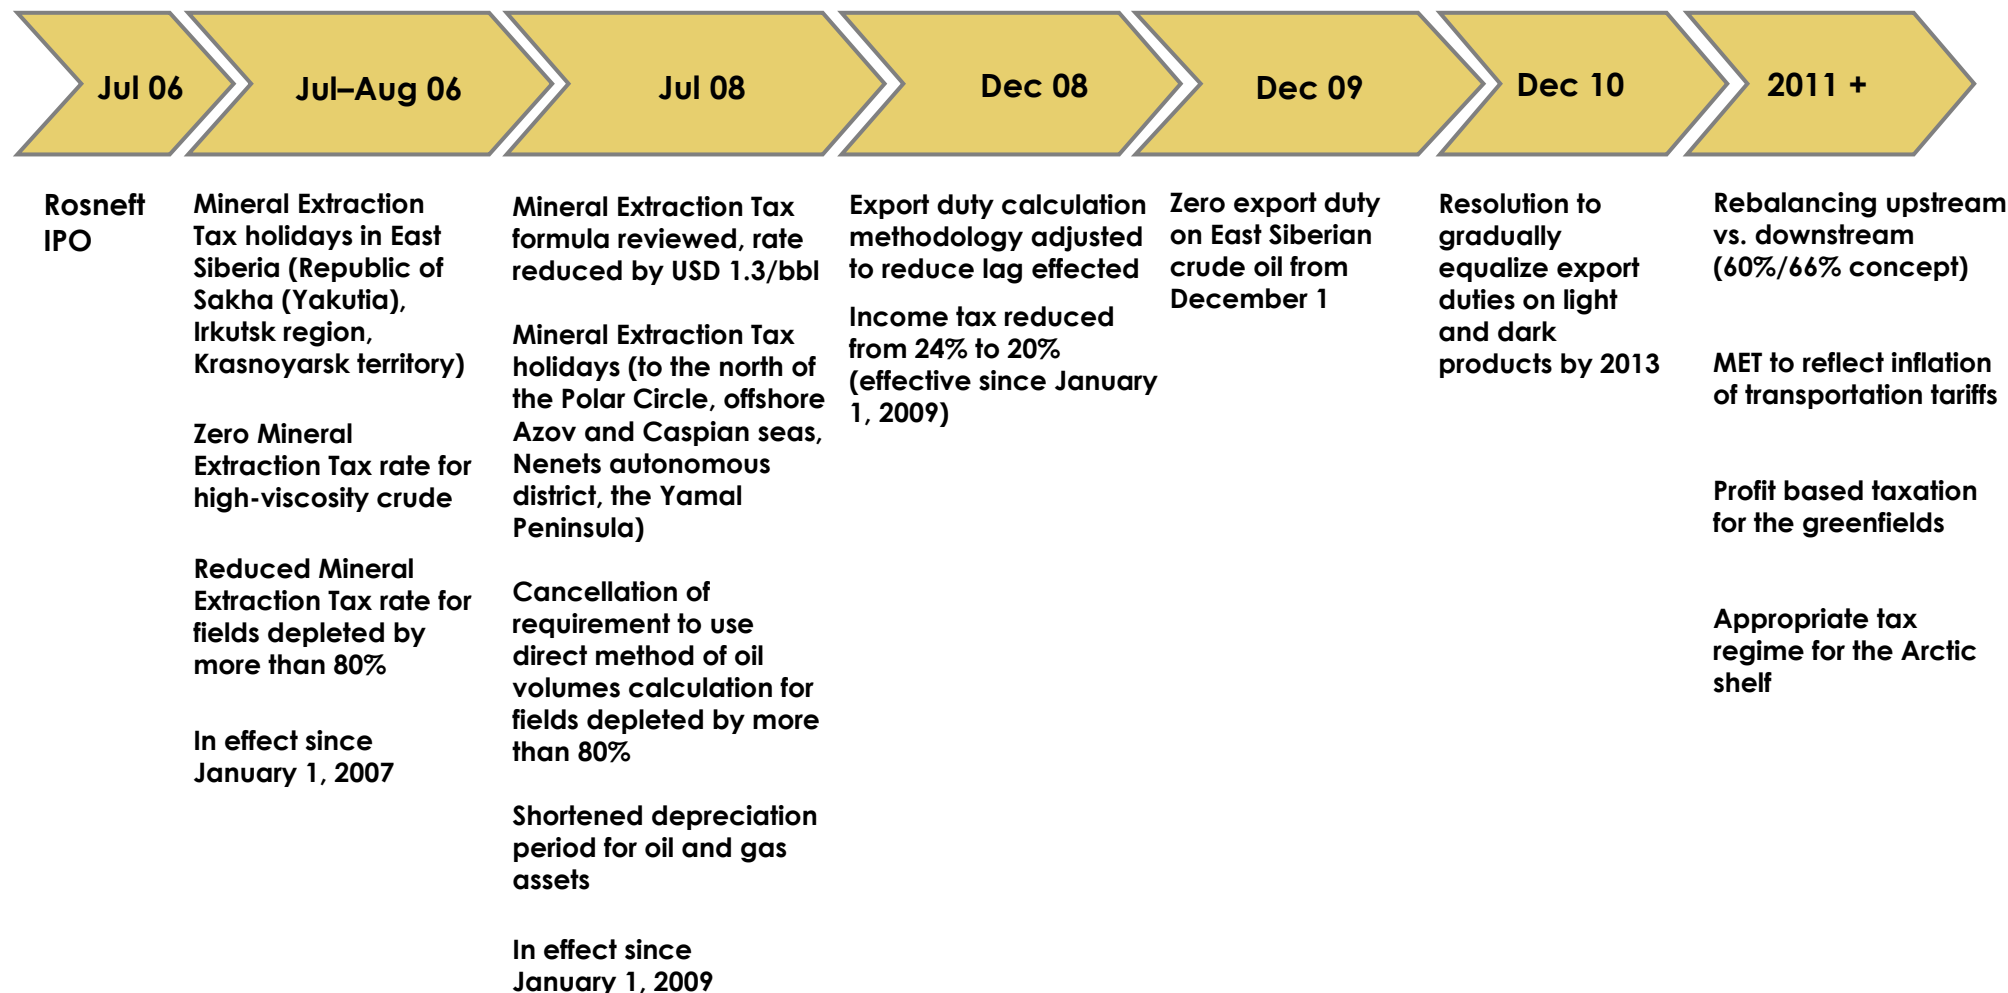 Jul 06
Jul–Aug 06
Jul 08
Dec 08
Dec 09
Dec 10
2011 +
Rosneft
IPO
Mineral Extraction
Tax holidays in East
Siberia (Republic of
Sakha (Yakutia),
Irkutsk region,
Krasnoyarsk territory)
Zero Mineral
Extraction Tax rate for
high-viscosity crude
Reduced Mineral
Extraction Tax rate for
fields depleted by
more than 80%
In effect since
January 1, 2007
Mineral Extraction Tax
formula reviewed, rate
reduced by USD 1.3/bbl
Mineral Extraction Tax
holidays (to the north of
the Polar Circle, offshore
Azov and Caspian seas,
Nenets autonomous
district, the Yamal
Peninsula)
Cancellation of
requirement to use
direct method of oil
volumes calculation for
fields depleted by more
than 80%
Shortened depreciation
period for oil and gas
assets
In effect since
January 1, 2009
Export duty calculation
methodology adjusted
to reduce lag effected
Income tax reduced
from 24% to 20%
(effective since January
1, 2009)
Zero export duty
on East Siberian
crude oil from
December 1
Resolution to
gradually
equalize export
duties on light
and dark
products by 2013
Rebalancing upstream
vs. downstream
(60%/66% concept)
MET to reflect inflation
of transportation tariffs
Profit based taxation
for the greenfields
Appropriate tax
regime for the Arctic
shelf